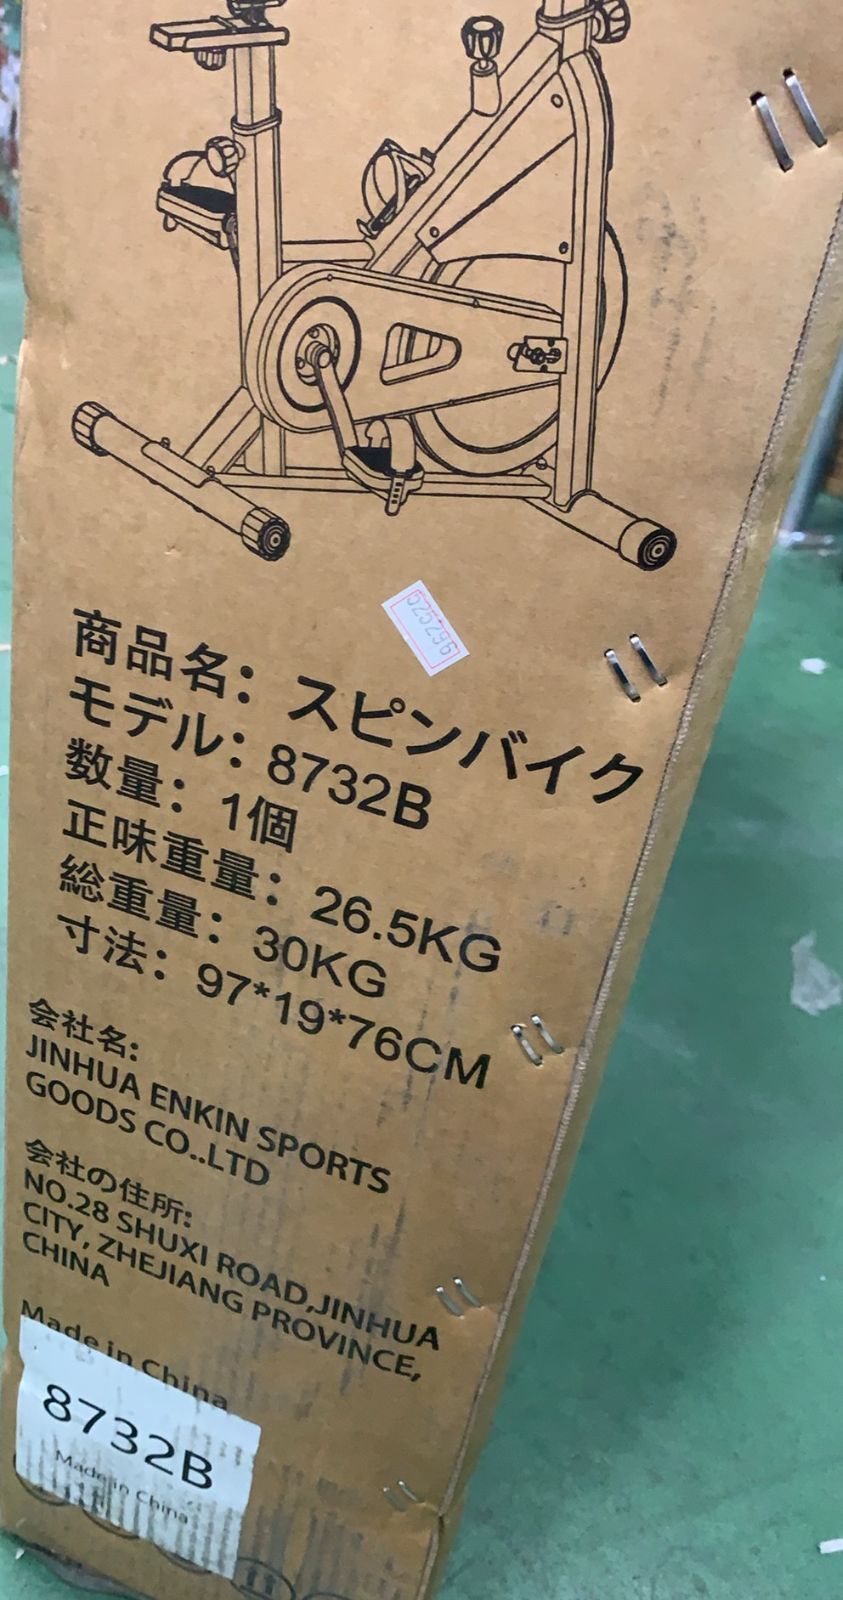 0252796
商品名: スピンバイク
モデル: 8732B
数量: 1個
正味重量: 26.5KG
総重量: 30KG
寸法: 97*19*76CM
会社名:
JINHUA ENKIN SPORTS
GOODS CO..LTD
会社の住所:
NO.28 SHUXI ROAD,JINHUA
CITY, ZHEJIANG PROVINCE,
CHINA
Made in China
8732B
Made in China